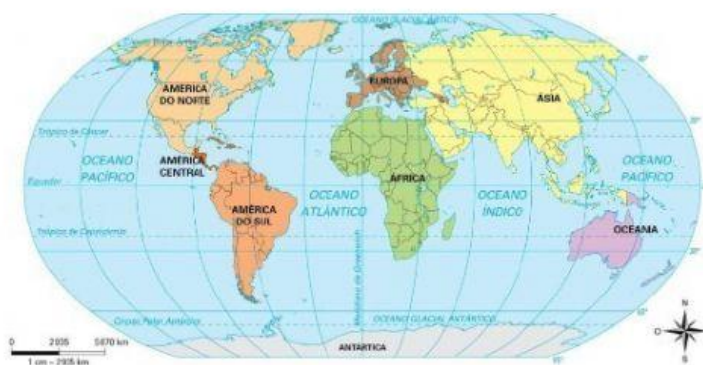 OCEANO GLACIAL ÁRTICO
AMÉRICA
DO NORTE
EUROPA
ÁSIA
Trópico de Câncer
OCEANO
PACÍFICO
AMÉRICA
CENTRAL
OCEANO
PACÍFICO
Equador
ÁFRICA
OCEANO
ATLÂNTICO
OCEANO
ÍNDICO
AMÉRICA
DO SUL
Trópico de Capricórnio
OCEANIA
Meridiano de Greenwich
OCEANO GLACIAL ANTÁRTICO
Círculo Polar Antártico
ANTÁRTICA
N
O
S
0 2935 5870 km
1 cm – 2935 km